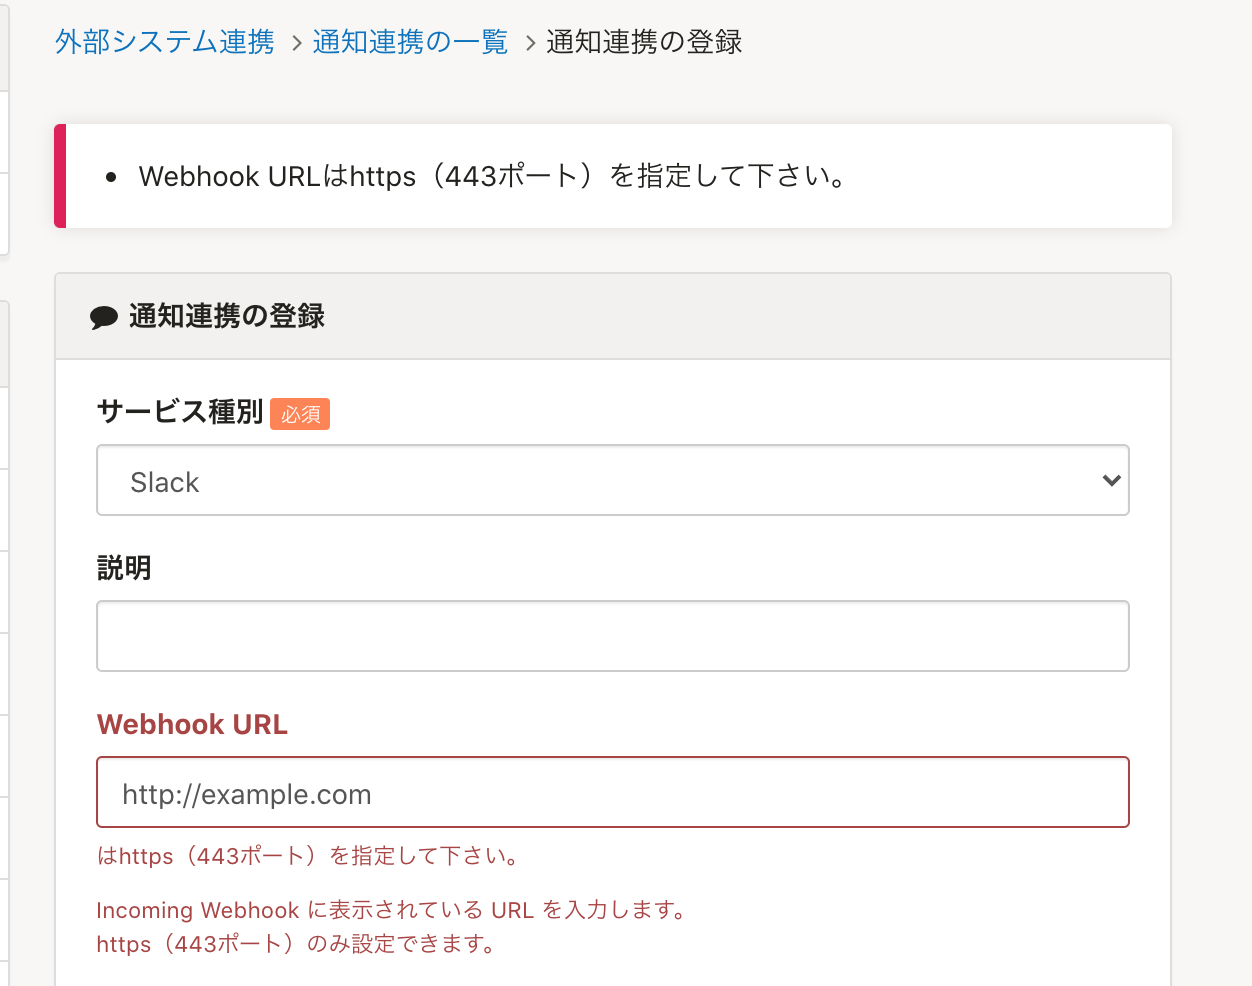 外部システム連携 > 通知連携の一覧 > 通知連携の登録
• Webhook URLはhttps（443ポート）を指定して下さい。
通知連携の登録
サービス種別 必須
Slack
説明
Webhook URL
http://example.com
はhttps（443ポート）を指定して下さい。
Incoming Webhook に表示されている URL を入力します。
https（443ポート）のみ設定できます。